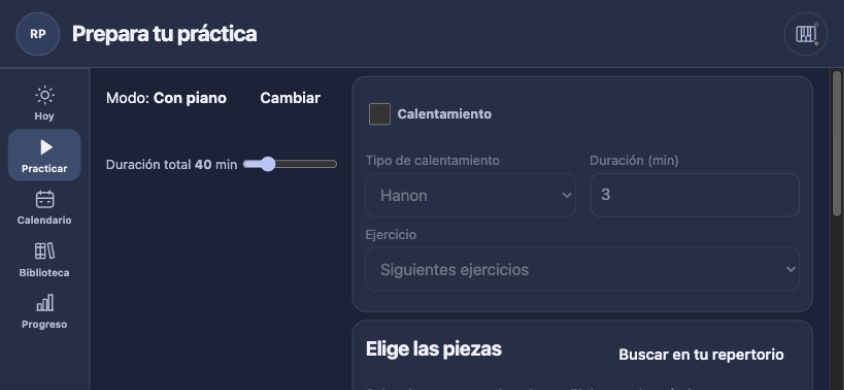 RP Prepara tu práctica
Hoy
Practicar
Calendario
Biblioteca
Progreso
Modo: Con piano Cambiar
Duración total 40 min
Calentamiento
Tipo de calentamiento Duración (min)
Hanon 3
Ejercicio
Siguientes ejercicios
Elige las piezas Buscar en tu repertorio